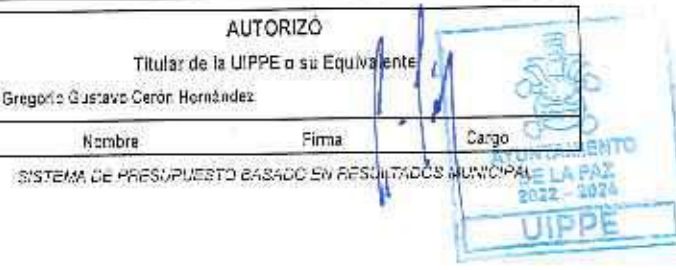 AUTORIZÓ
Titular de la UIPPE o su Equivalente
Gregorio Gustavo Cerón Hernández
Nombre Firma Cargo
SISTEMA DE PRESUPUESTO BASADO EN RESULTADOS MUNICIPAL
AYUNTAMIENTO
DE LA PAZ
2022 - 2024
UIPPE